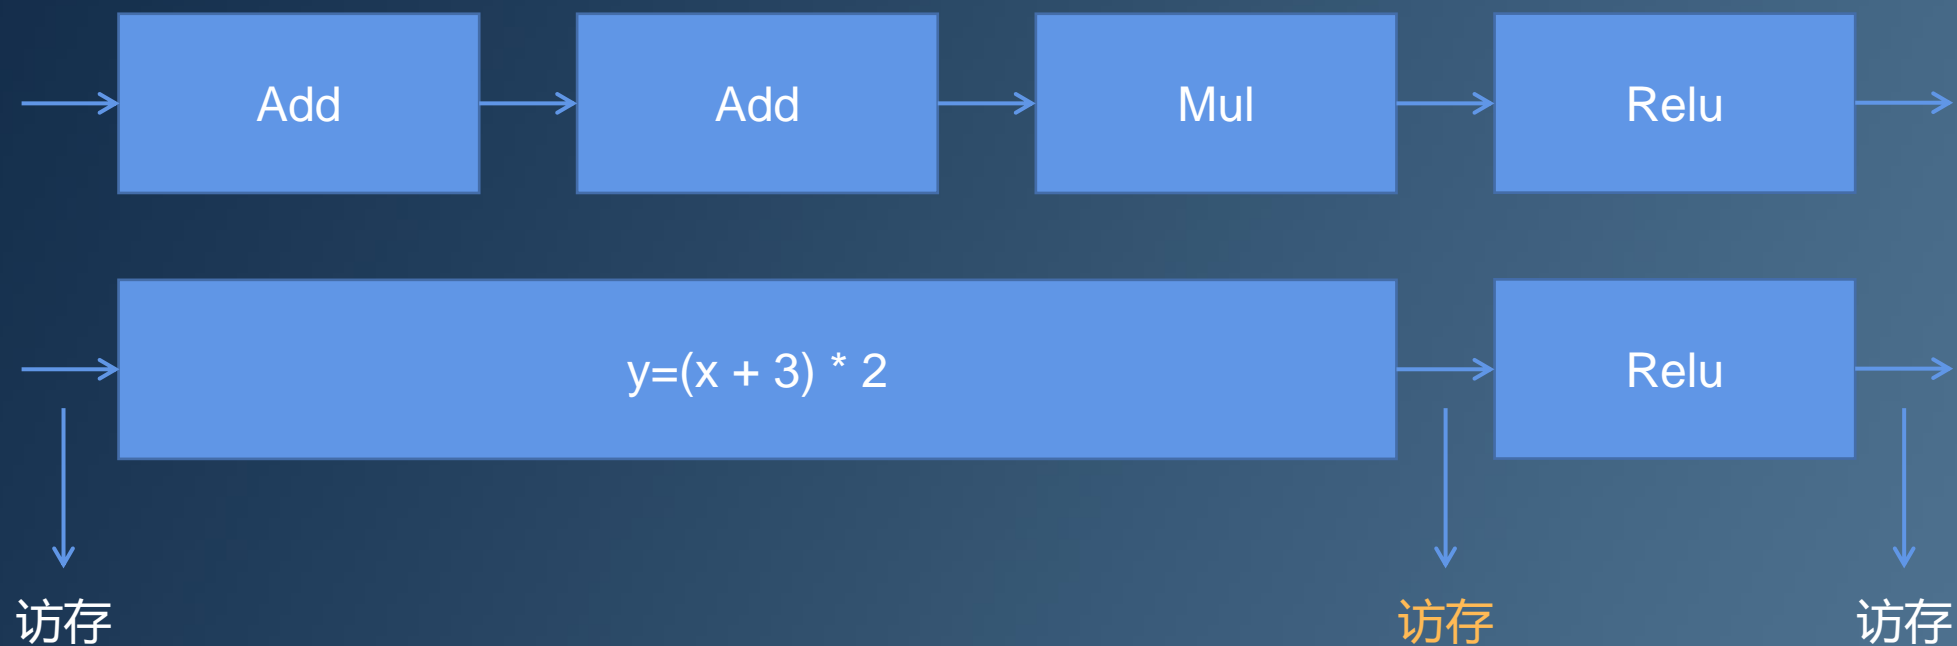 Add
Add
Mul
Relu
y=(x + 3) * 2
Relu
访存
访存
访存